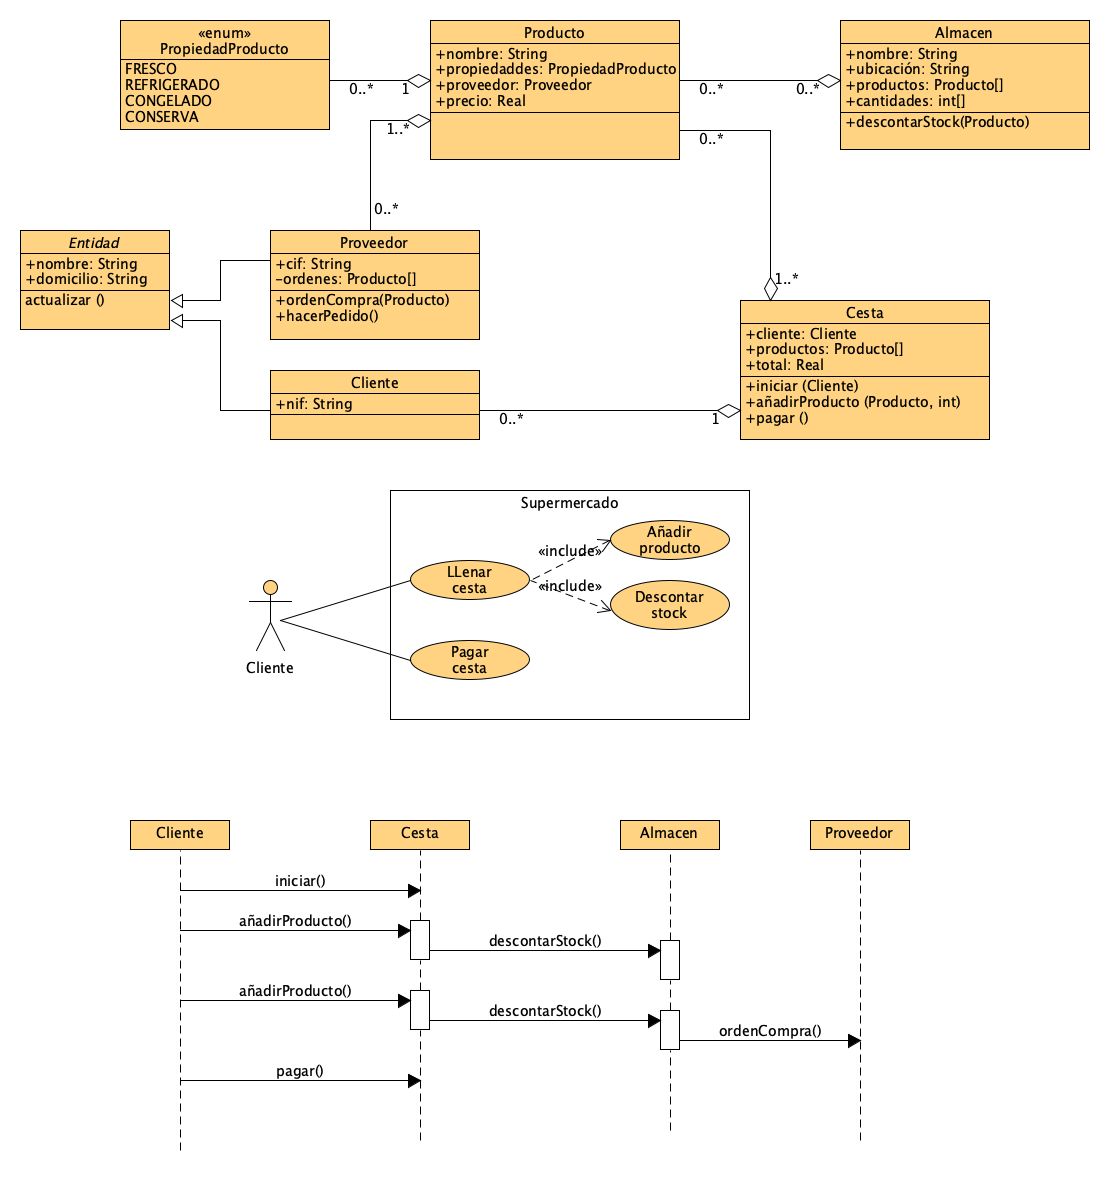 «enum»
PropiedadProducto
FRESCO
REFRIGERADO
CONGELADO
CONSERVA
0..*
1
Producto
+nombre: String
+propiedaddes: PropiedadProducto
+proveedor: Proveedor
+precio: Real
0..*
0..*
Almacen
+nombre: String
+ubicación: String
+productos: Producto[]
+cantidades: int[]
+descontarStock(Producto)
1..*
0..*
0..*
1..*
Entidad
+nombre: String
+domicilio: String
actualizar ()
Proveedor
+cif: String
-ordenes: Producto[]
+ordenCompra(Producto)
+hacerPedido()
Cliente
+nif: String
0..*
1
Cesta
+cliente: Cliente
+productos: Producto[]
+total: Real
+iniciar (Cliente)
+añadirProducto (Producto, int)
+pagar ()
Supermercado
LLenar
cesta
«include»
Añadir
producto
«include»
Descontar
stock
Pagar
cesta
Cliente
Cliente
Cesta
Almacen
Proveedor
iniciar()
añadirProducto()
descontarStock()
añadirProducto()
descontarStock()
ordenCompra()
pagar()